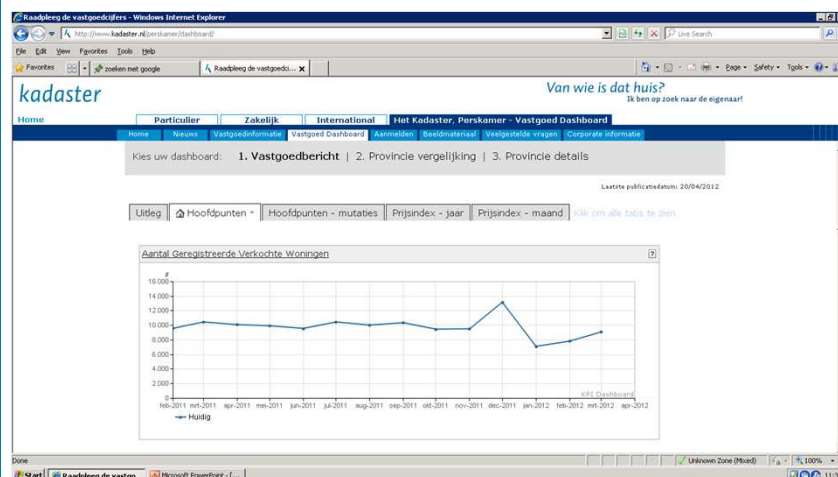 Raadpleeg de vastgoedcijfers - Windows Internet Explorer
http://www.kadaster.nl/perskamer/dashboard/
Live Search
File Edit View Favorites Tools Help
Favorites zoeken met google Raadpleeg de vastgoedci... Page Safety Tools
kadaster
Van wie is dat huis?
Ik ben op zoek naar de eigenaar!
Home Particulier Zakelijk International Het Kadaster, Perskamer - Vastgoed Dashboard
Home Nieuws Vastgoedinformatie Vastgoed Dashboard Aanmelden Beeldmateriaal Veelgestelde vragen Corporate informatie
Kies uw dashboard: 1. Vastgoedbericht | 2. Provincie vergelijking | 3. Provincie details
Laatste publicatiedatum: 20/04/2012
Uitleg Hoofdpunten Hoofdpunten - mutaties Prijsindex - jaar Prijsindex - maand Klik om alle tabs te zien
Aantal Geregistreerde Verkochte Woningen ?
#
16.000
14.000
12.000
10.000
8.000
6.000
4.000
2.000
0
KPI Dashboard
feb-2011 mrt-2011 apr-2011 mei-2011 jun-2011 jul-2011 aug-2011 sep-2011 okt-2011 nov-2011 dec-2011 jan-2012 feb-2012 mrt-2012 apr-2012
Huidig
Done Unknown Zone (Mixed) 100%
Start Raadpleeg de vastgo... Microsoft PowerPoint - [...